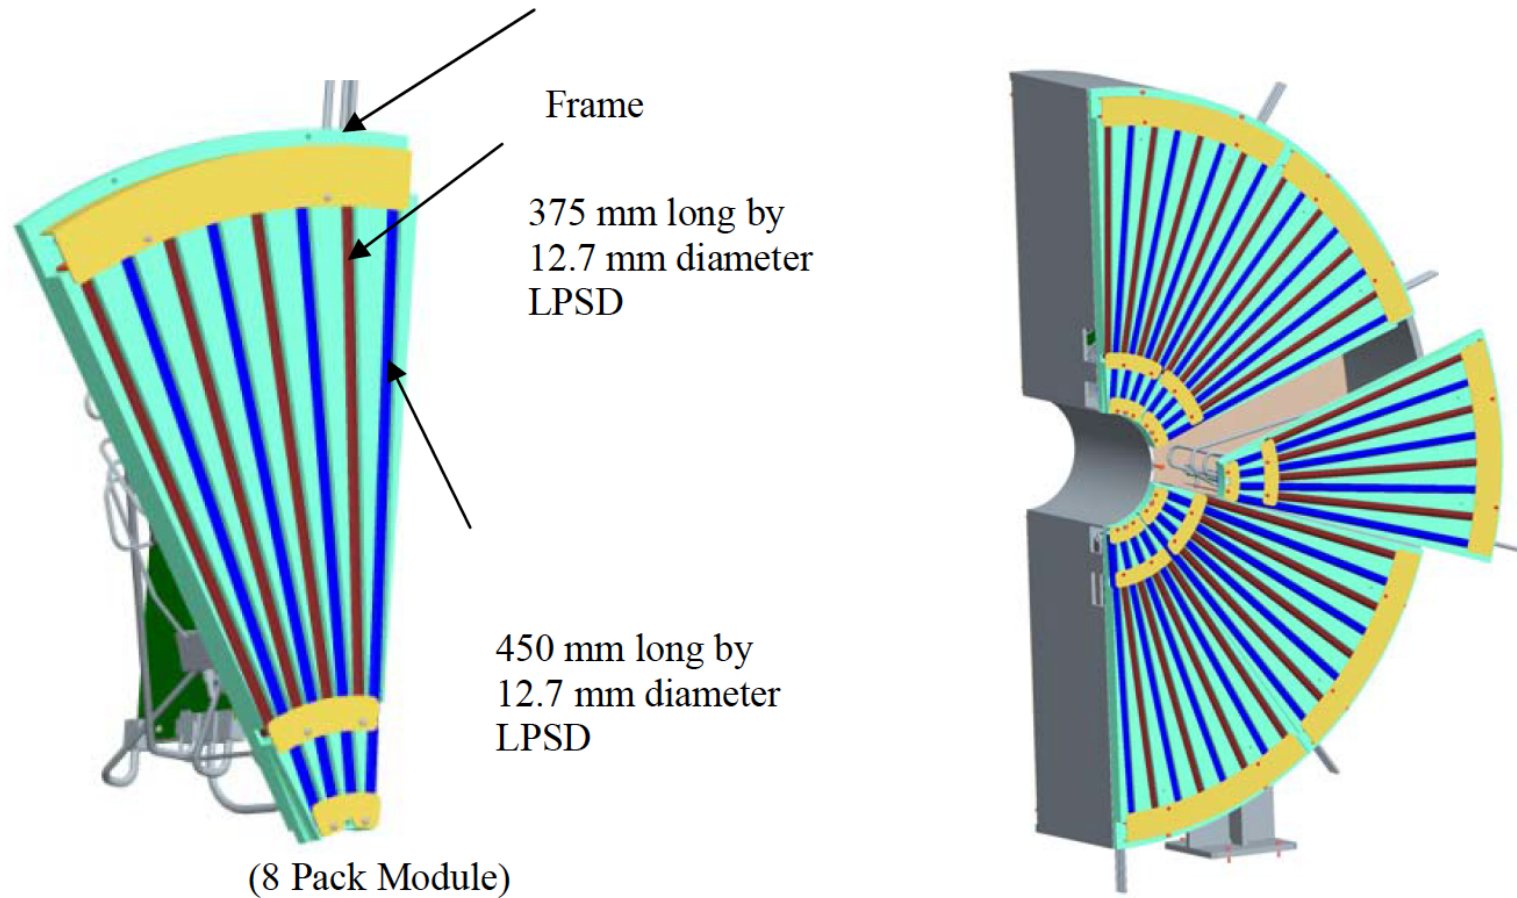 Frame
375 mm long by
12.7 mm diameter
LPSD
450 mm long by
12.7 mm diameter
LPSD
(8 Pack Module)